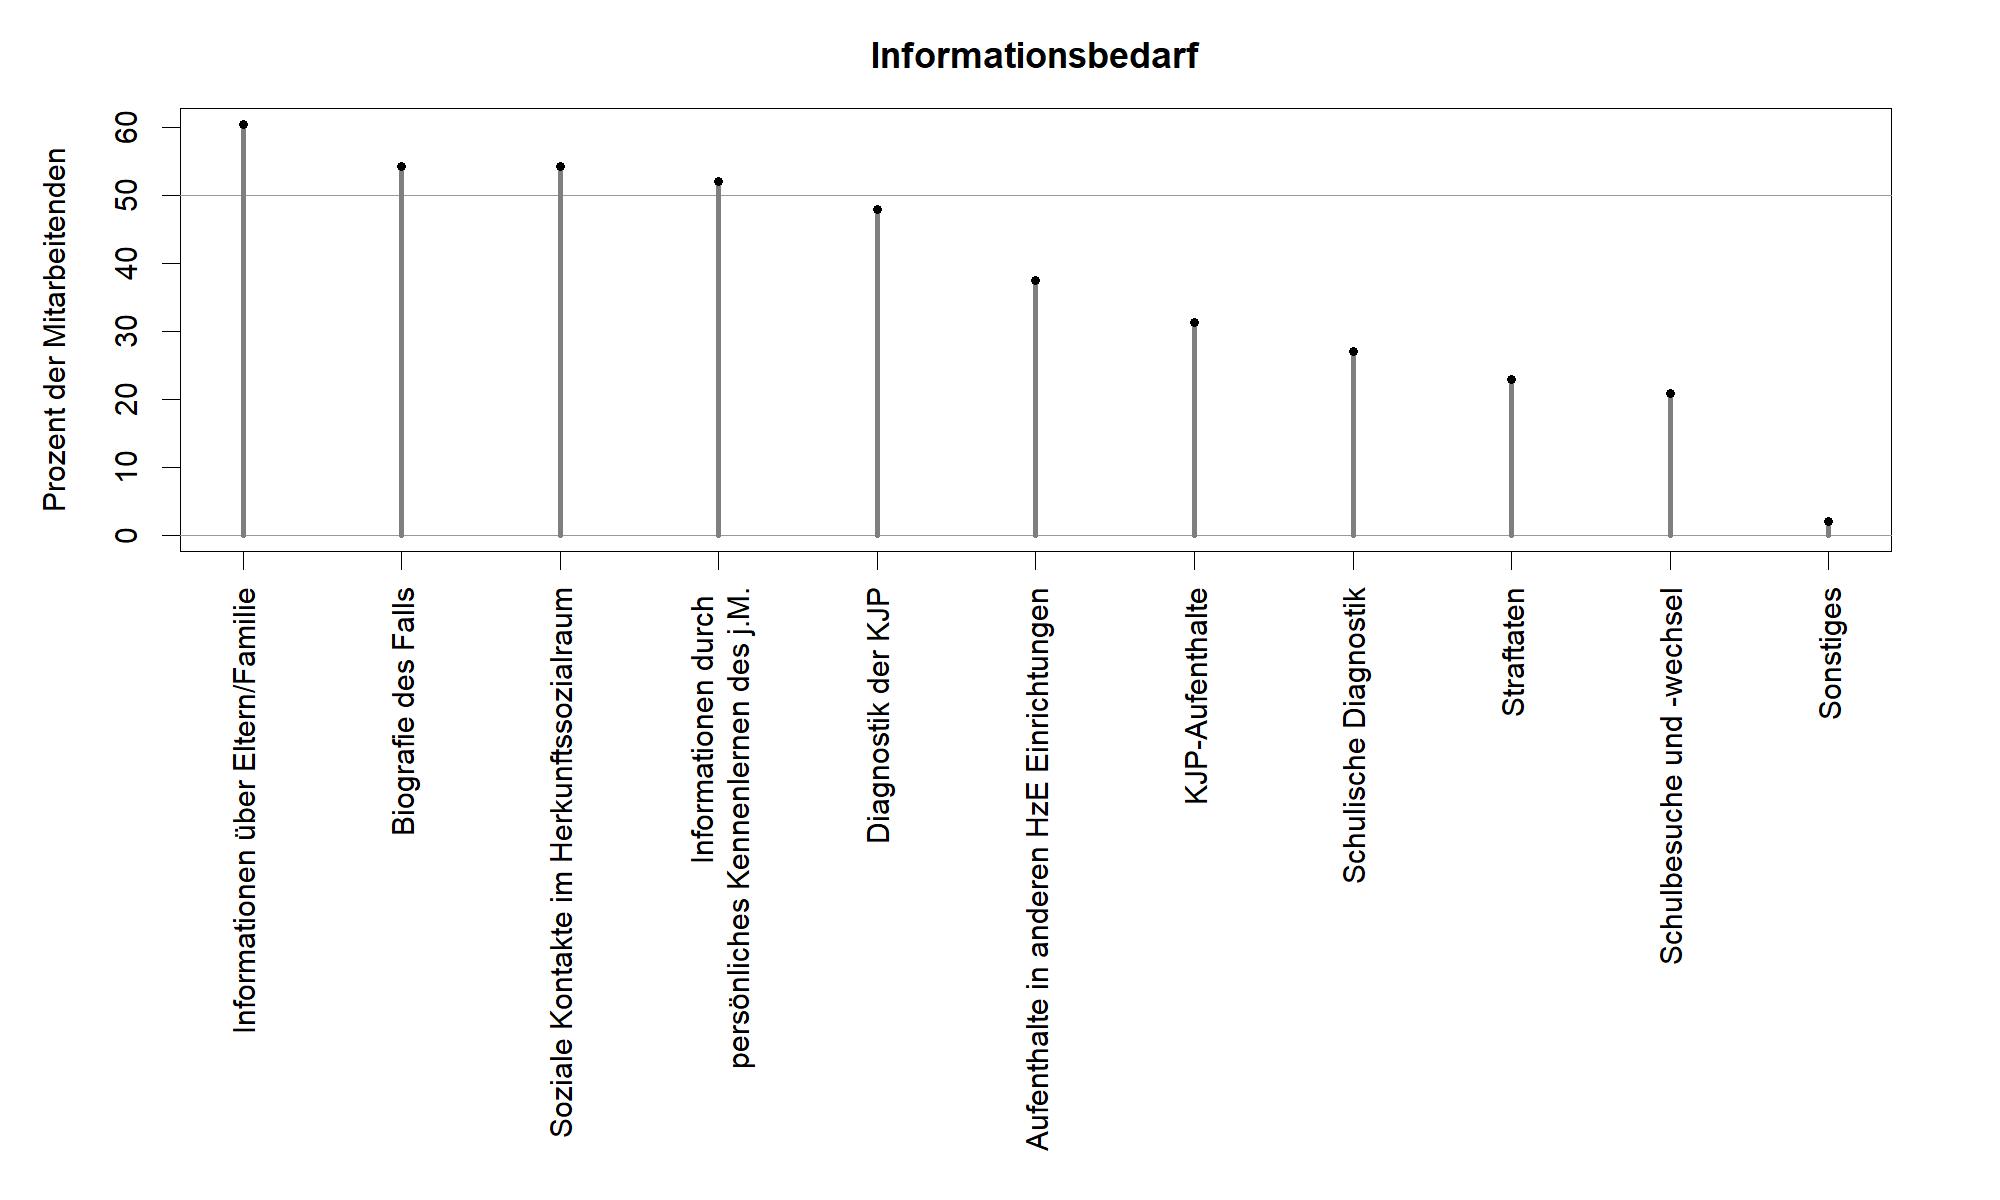 Informationsbedarf
Prozent der Mitarbeitenden
60
50
40
30
20
10
0
Informationen über Eltern/Familie
Biografie des Falls
Soziale Kontakte im Herkunftssozialraum
Informationen durch
persönliches Kennenlernen des j.M.
Diagnostik der KJP
Aufenthalte in anderen HzE Einrichtungen
KJP-Aufenthalte
Schulische Diagnostik
Straftaten
Schulbesuche und -wechsel
Sonstiges